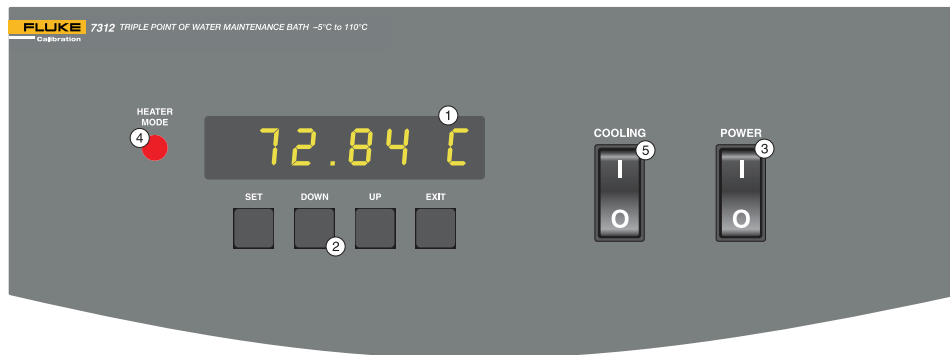 FLUKE 7312 TRIPLE POINT OF WATER MAINTENANCE BATH –5°C to 110°C
Calibration
HEATER
MODE
4
1
72.84 C
COOLING
5
POWER
3
I
I
O
O
SET DOWN UP EXIT
2